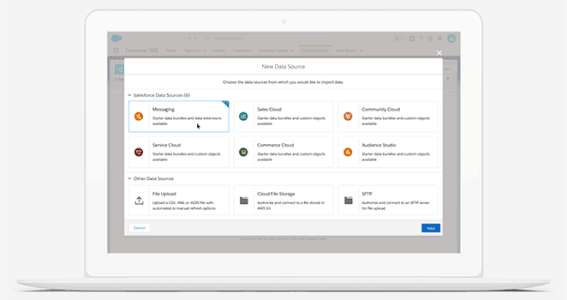 Customer 360
New Data Source
Choose the data sources from which you would like to import data.
Salesforce Data Sources (6)
Messaging
Starter data bundles and data extensions
available
Sales Cloud
Starter data bundles and custom objects
available
Community Cloud
Starter data bundles and custom objects
available
Service Cloud
Starter data bundles and custom objects
available
Commerce Cloud
Starter data bundles and custom objects
available
Audience Studio
Starter data bundles and custom objects
available
Other Data Sources
File Upload
Upload a CSV, XML or JSON file with
automated or manual refresh options
Cloud File Storage
Authorize and connect to a file stored in
AWS S3
SFTP
Authorize and connect to an SFTP server
for file upload.
Cancel
Next